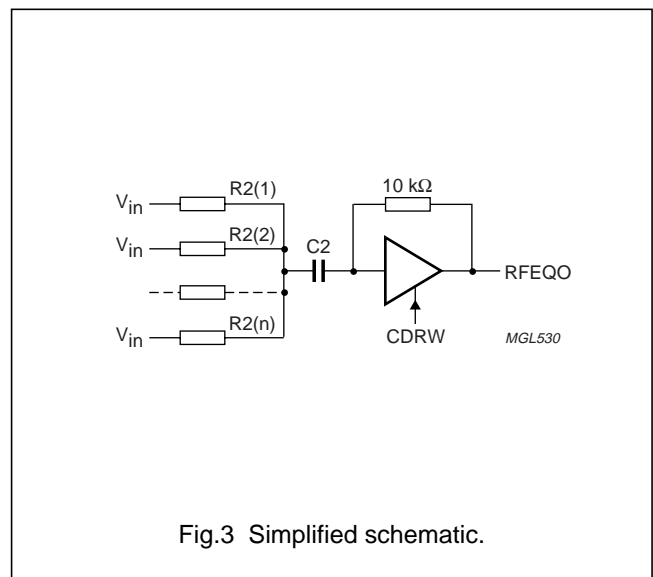 10 kΩ
R2(1)
Vin
R2(2)
Vin
C2
RFEQO
R2(n)
Vin
CDRW
MGL530
Fig.3 Simplified schematic.